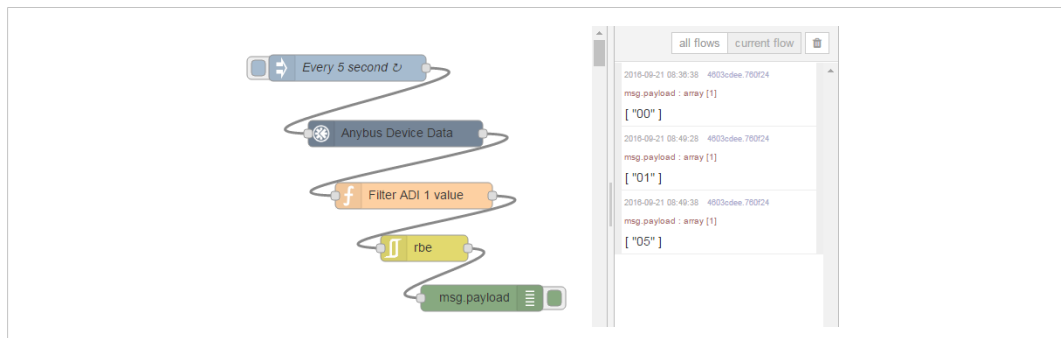 Every 5 second ↻
Anybus Device Data
Filter ADI 1 value
rbe
msg.payload
all flows
current flow
2016-09-21 08:36:38 4603cdee.760f24
msg.payload : array [1]
[ "00" ]
2016-09-21 08:49:28 4603cdee.760f24
msg.payload : array [1]
[ "01" ]
2016-09-21 08:49:38 4603cdee.760f24
msg.payload : array [1]
[ "05" ]